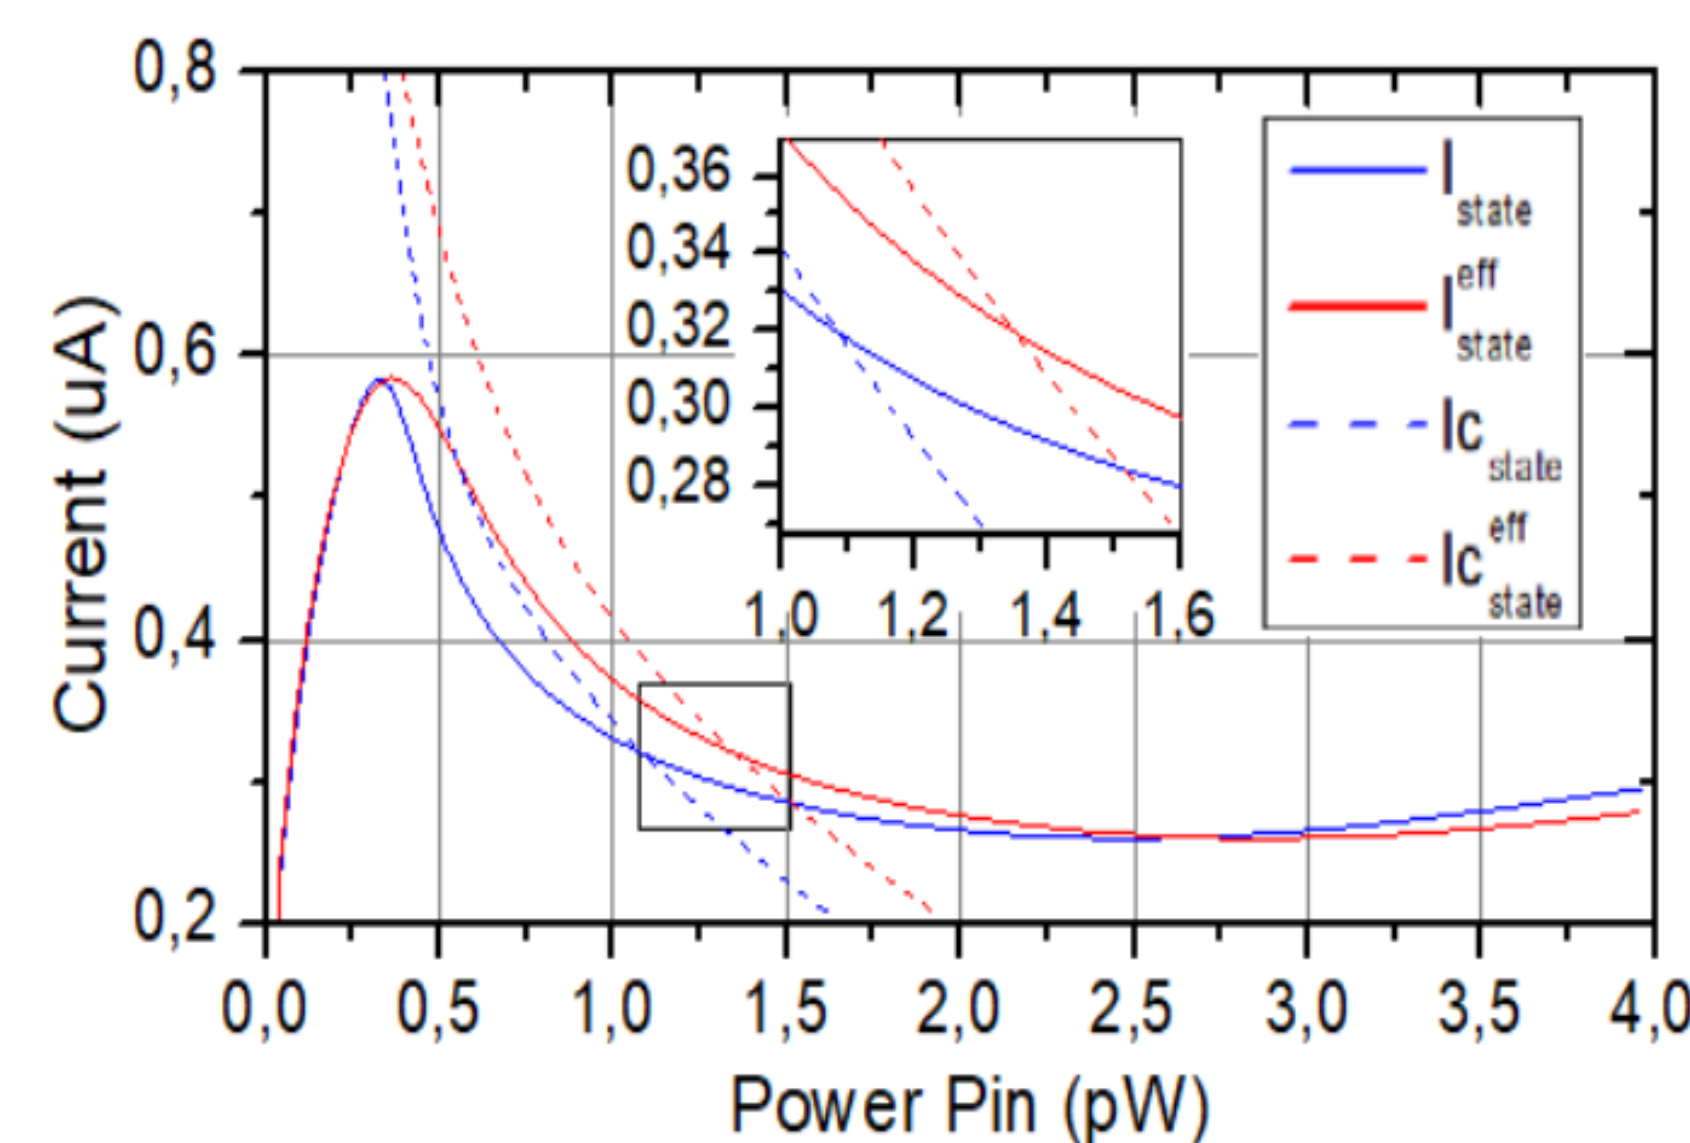 Current (uA)
0,8
0,6
0,4
0,2
0,0 0,5 1,0 1,5 2,0 2,5 3,0 3,5 4,0
Power Pin (pW)
0,36
0,34
0,32
0,30
0,28
1,0 1,2 1,4 1,6
I state
I eff state
Ic state
Ic eff state